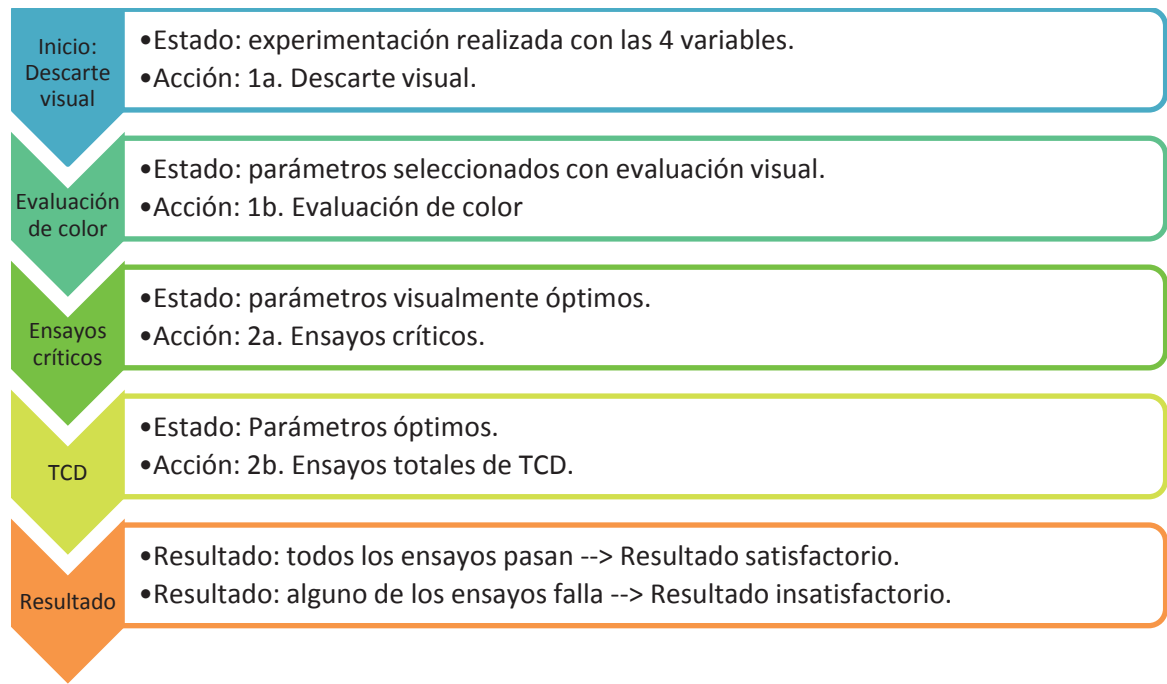 Inicio:
Descarte
visual
•Estado: experimentación realizada con las 4 variables.
•Acción: 1a. Descarte visual.
Evaluación
de color
•Estado: parámetros seleccionados con evaluación visual.
•Acción: 1b. Evaluación de color
Ensayos
críticos
•Estado: parámetros visualmente óptimos.
•Acción: 2a. Ensayos críticos.
TCD
•Estado: Parámetros óptimos.
•Acción: 2b. Ensayos totales de TCD.
Resultado
•Resultado: todos los ensayos pasan --> Resultado satisfactorio.
•Resultado: alguno de los ensayos falla --> Resultado insatisfactorio.